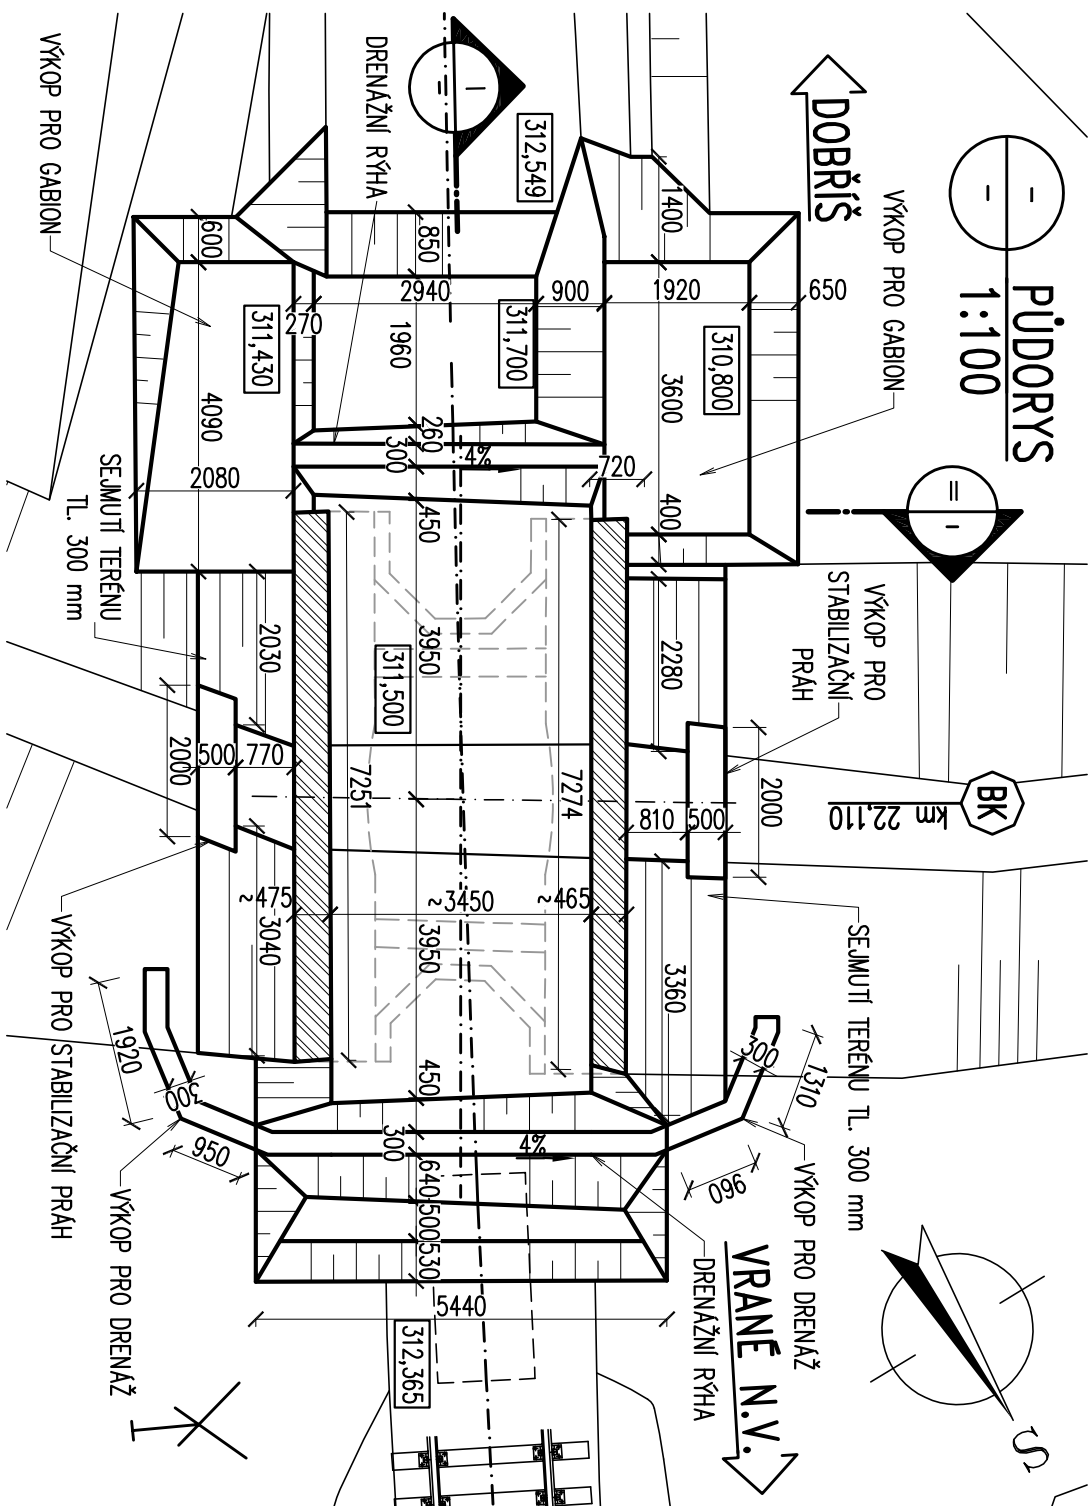 PŮDORYS
1:100
DOBŘÍŠ
VÝKOP PRO GABION
VÝKOP PRO GABION
DRENÁŽNÍ RÝHA
312,549
311,430
311,700
310,800
1400
850
600
650
1920
900
2940
270
1960
3600
4090
2080
260
300
4%
720
450
400
SEJMUTÍ TERÉNU
TL. 300 mm
VÝKOP PRO
STABILIZAČNÍ
PRÁH
2030
3950
2280
311,500
2000
500
770
7251
7274
810
500
2000
BK
km 22,110
~475
~3450
~465
3040
3950
3360
SEJMUTÍ TERÉNU TL. 300 mm
VÝKOP PRO STABILIZAČNÍ PRÁH
1920
300
950
450
300
4%
640
500
530
300
1310
960
VÝKOP PRO DRENÁŽ
VÝKOP PRO DRENÁŽ
DRENÁŽNÍ RÝHA
5440
312,365
VRANÉ N.V.
S